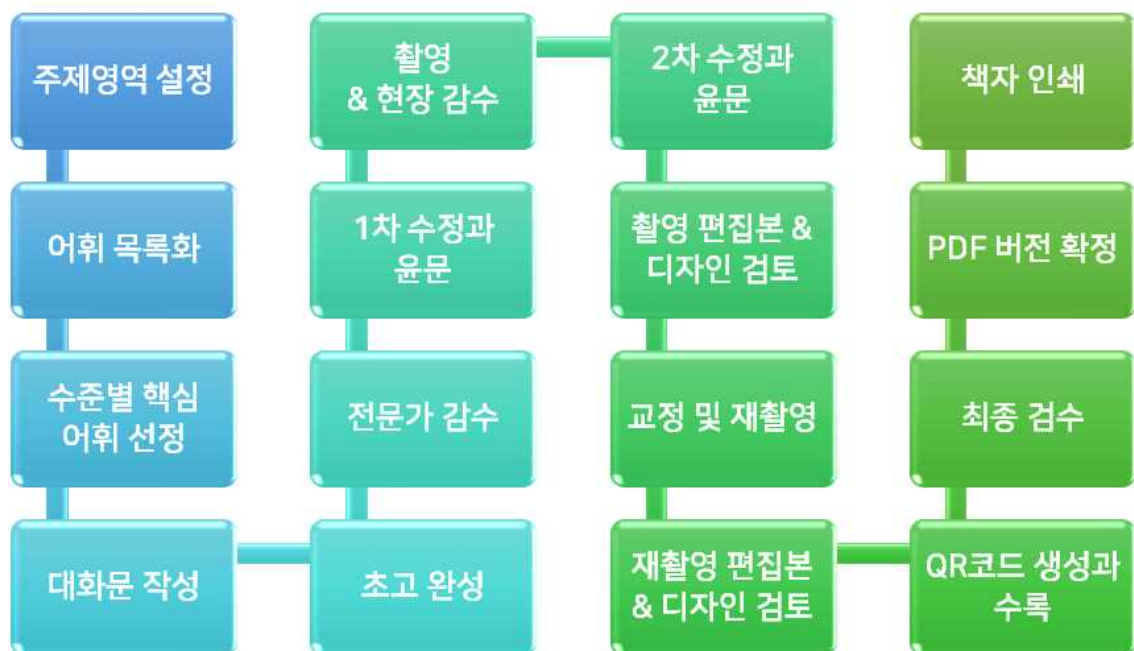 주제영역 설정
어휘 목록화
수준별 핵심
어휘 선정
대화문 작성
초고 완성
전문가 감수
1차 수정과
윤문
촬영
& 현장 감수
2차 수정과
윤문
촬영 편집본 &
디자인 검토
교정 및 재촬영
재촬영 편집본
& 디자인 검토
QR코드 생성과
수록
최종 검수
PDF 버전 확정
책자 인쇄